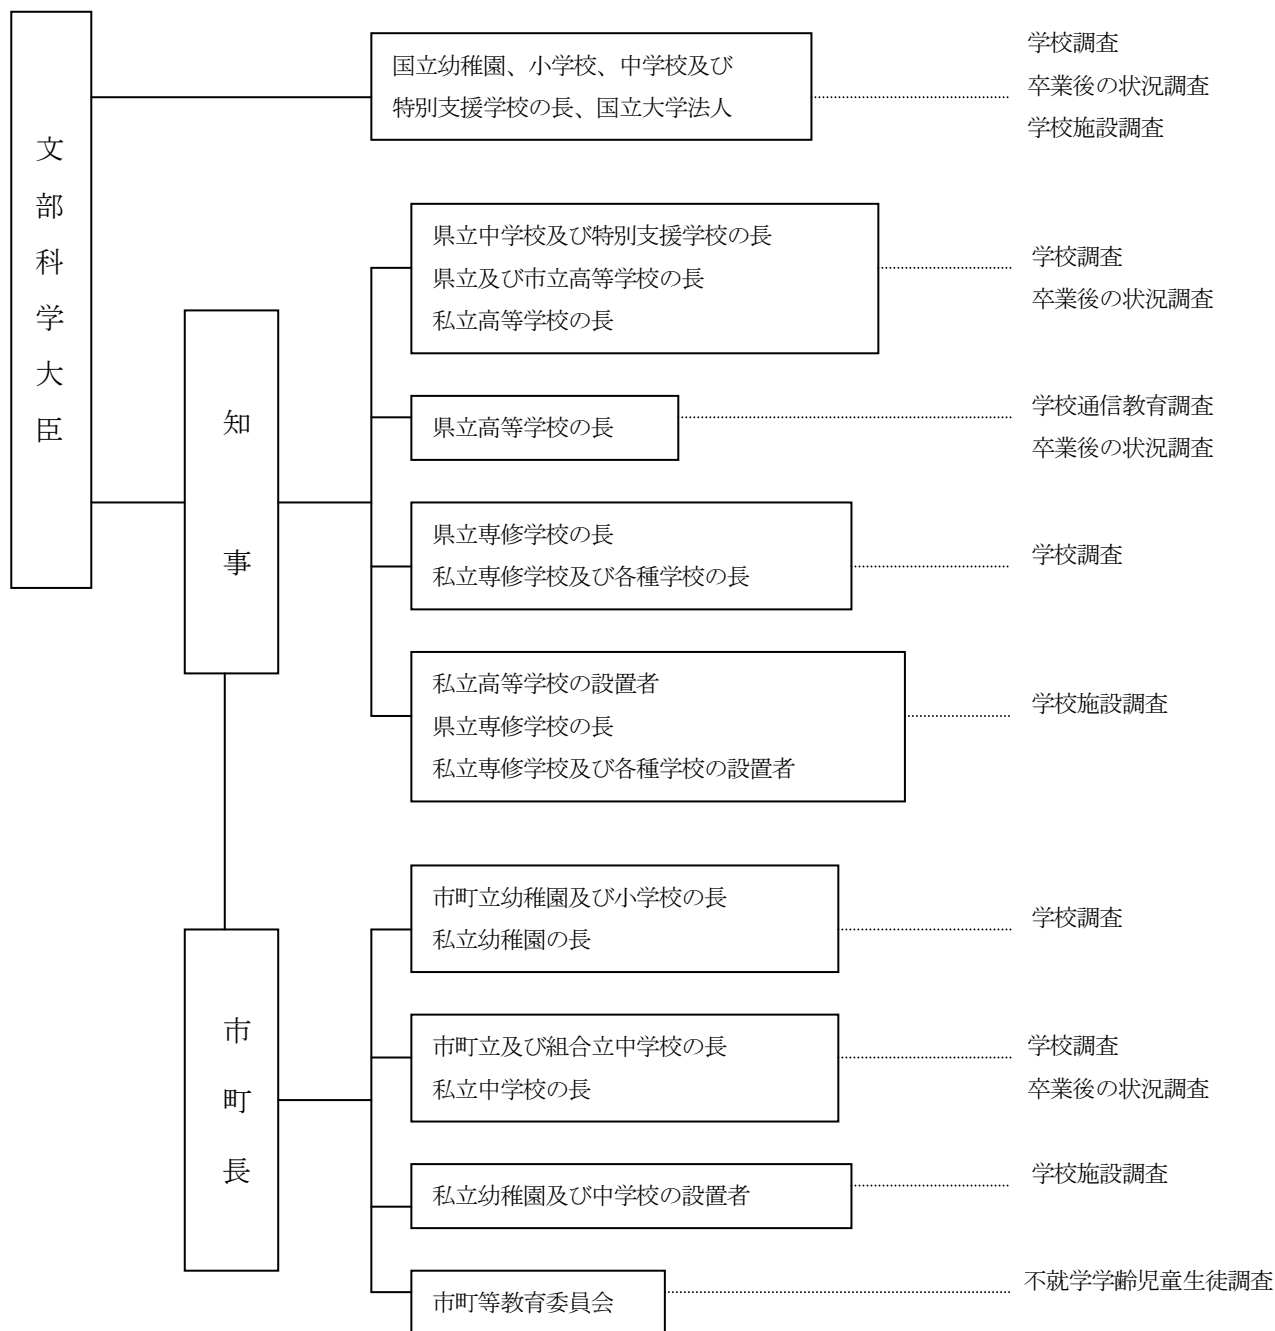 文部科学大臣
国立幼稚園、小学校、中学校及び
特別支援学校の長、国立大学法人
学校調査
卒業後の状況調査
学校施設調査
知事
県立中学校及び特別支援学校の長
県立及び市立高等学校の長
私立高等学校の長
学校調査
卒業後の状況調査
県立高等学校の長
学校通信教育調査
卒業後の状況調査
県立専修学校の長
私立専修学校及び各種学校の長
学校調査
私立高等学校の設置者
県立専修学校の長
私立専修学校及び各種学校の設置者
学校施設調査
市町長
市町立幼稚園及び小学校の長
私立幼稚園の長
学校調査
市町立及び組合立中学校の長
私立中学校の長
学校調査
卒業後の状況調査
私立幼稚園及び中学校の設置者
学校施設調査
市町等教育委員会
不就学学齢児童生徒調査